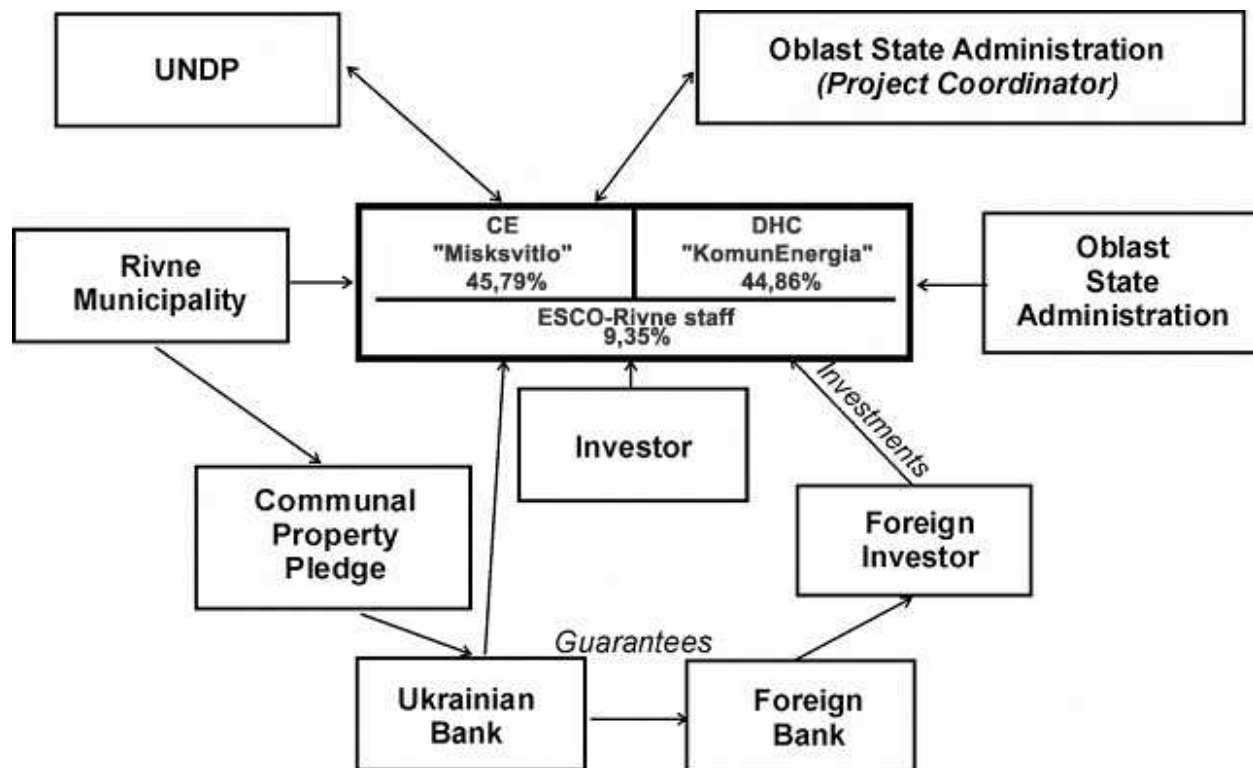 UNDP
Oblast State Administration
(Project Coordinator)
CE
"Misksvitlo"
45,79%
DHC
"KomunEnergia"
44,86%
ESCO-Rivne staff
9,35%
Rivne
Municipality
Oblast
State
Administration
Investor
Investments
Communal
Property
Pledge
Foreign
Investor
Guarantees
Ukrainian
Bank
Foreign
Bank